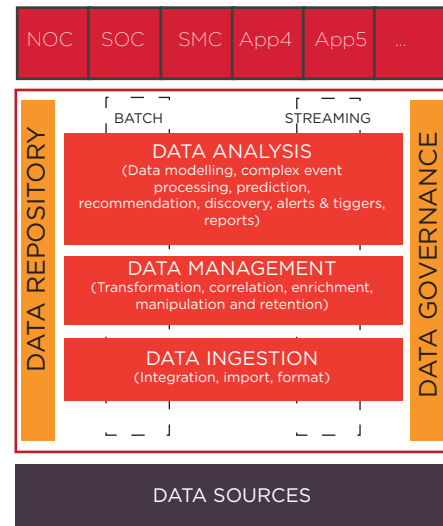 NOC SOC SMC App4 App5 ...
BATCH STREAMING
DATA REPOSITORY
DATA ANALYSIS
(Data modelling, complex event
processing, prediction,
recommendation, discovery, alerts & tiggers,
reports)
DATA MANAGEMENT
(Transformation, correlation, enrichment,
manipulation and retention)
DATA INGESTION
(Integration, import, format)
DATA GOVERNANCE
DATA SOURCES